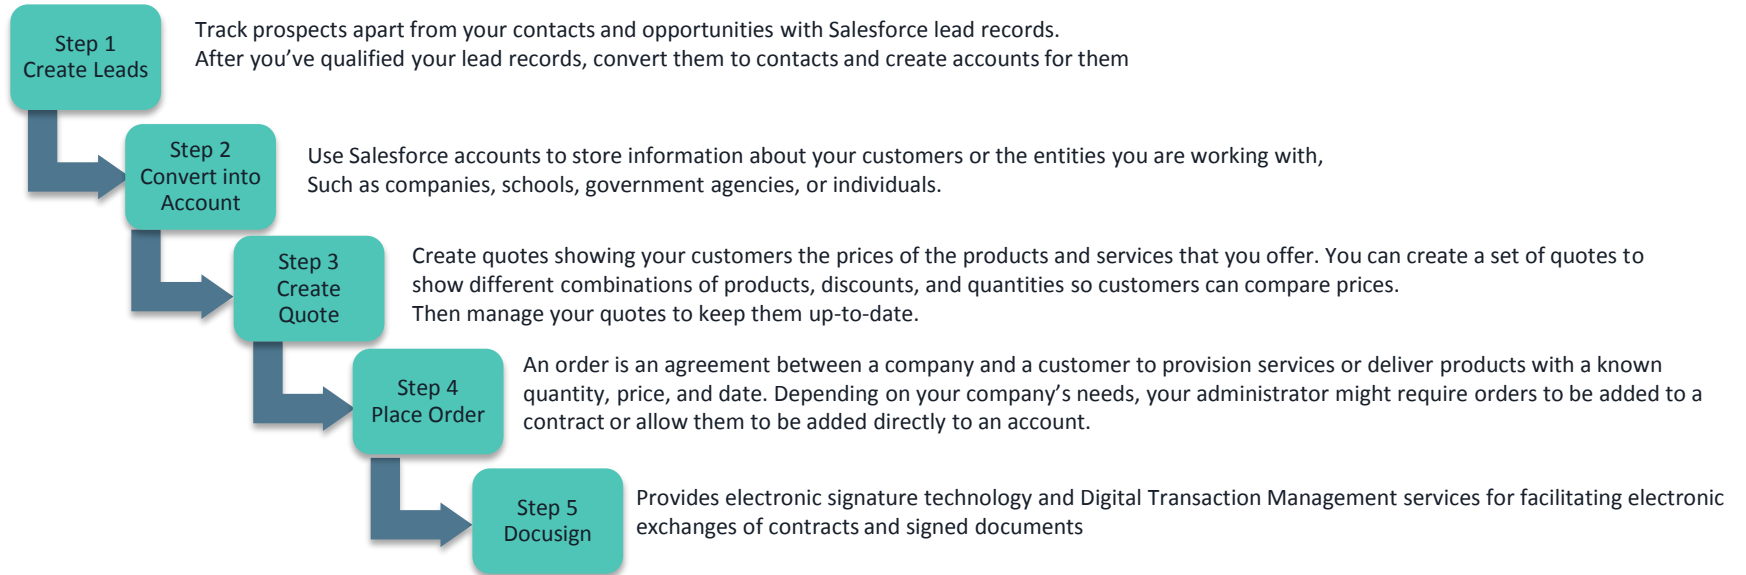 Step 1
Create Leads
Track prospects apart from your contacts and opportunities with Salesforce lead records.
After you’ve qualified your lead records, convert them to contacts and create accounts for them
Step 2
Convert into
Account
Use Salesforce accounts to store information about your customers or the entities you are working with,
Such as companies, schools, government agencies, or individuals.
Step 3
Create
Quote
Create quotes showing your customers the prices of the products and services that you offer. You can create a set of quotes to
show different combinations of products, discounts, and quantities so customers can compare prices.
Then manage your quotes to keep them up-to-date.
Step 4
Place Order
An order is an agreement between a company and a customer to provision services or deliver products with a known
quantity, price, and date. Depending on your company’s needs, your administrator might require orders to be added to a
contract or allow them to be added directly to an account.
Step 5
Docusign
Provides electronic signature technology and Digital Transaction Management services for facilitating electronic
exchanges of contracts and signed documents